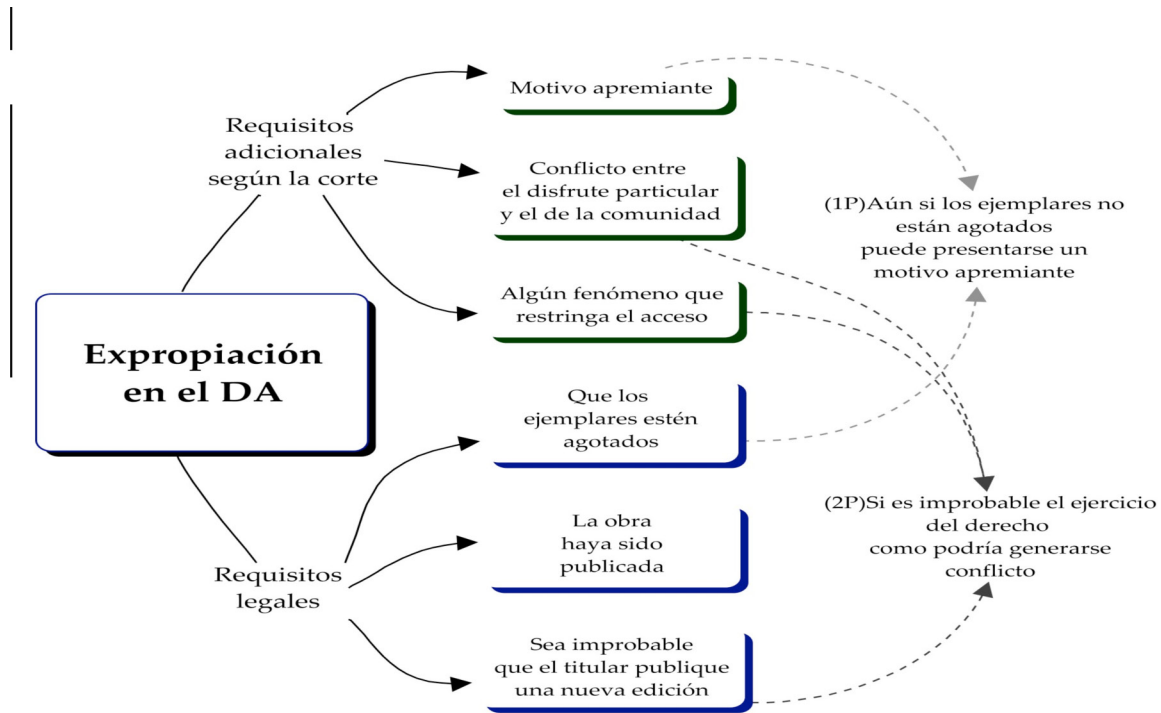 Motivo apremiante
Requisitos
adicionales
según la corte
Conflicto entre
el disfrute particular
y el de la comunidad
(1P)Aún si los ejemplares no
están agotados
puede presentarse un
motivo apremiante
Algún fenómeno que
restringa el acceso
Expropiación
en el DA
Que los
ejemplares estén
agotados
(2P)Si es improbable el ejercicio
del derecho
como podría generarse
conflicto
La obra
haya sido
publicada
Requisitos
legales
Sea improbable
que el titular publique
una nueva edición